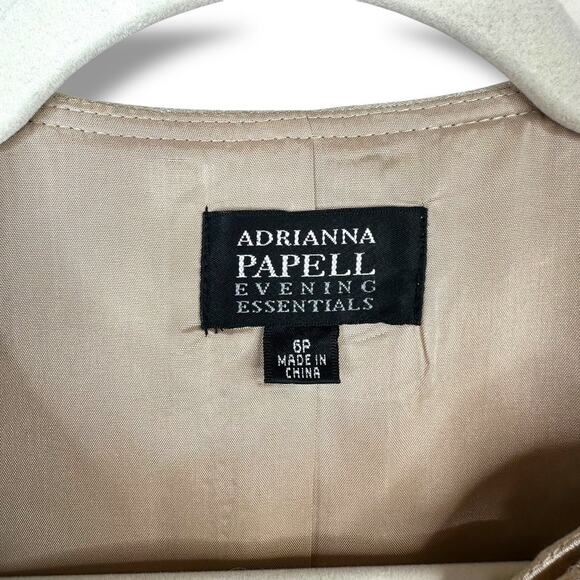 ADRIANNA
PAPELL
EVENING
ESSENTIALS
6P
MADE IN
CHINA